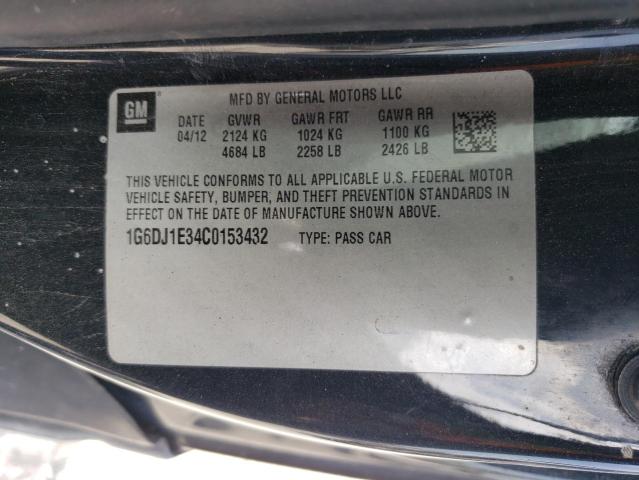 GM
MFD BY GENERAL MOTORS LLC
DATE GVWR GAWR FRT GAWR RR
04/12 2124 KG 1024 KG 1100 KG
4684 LB 2258 LB 2426 LB
THIS VEHICLE CONFORMS TO ALL APPLICABLE U.S. FEDERAL MOTOR
VEHICLE SAFETY, BUMPER, AND THEFT PREVENTION STANDARDS IN
EFFECT ON THE DATE OF MANUFACTURE SHOWN ABOVE.
1G6DJ1E34C0153432 TYPE: PASS CAR